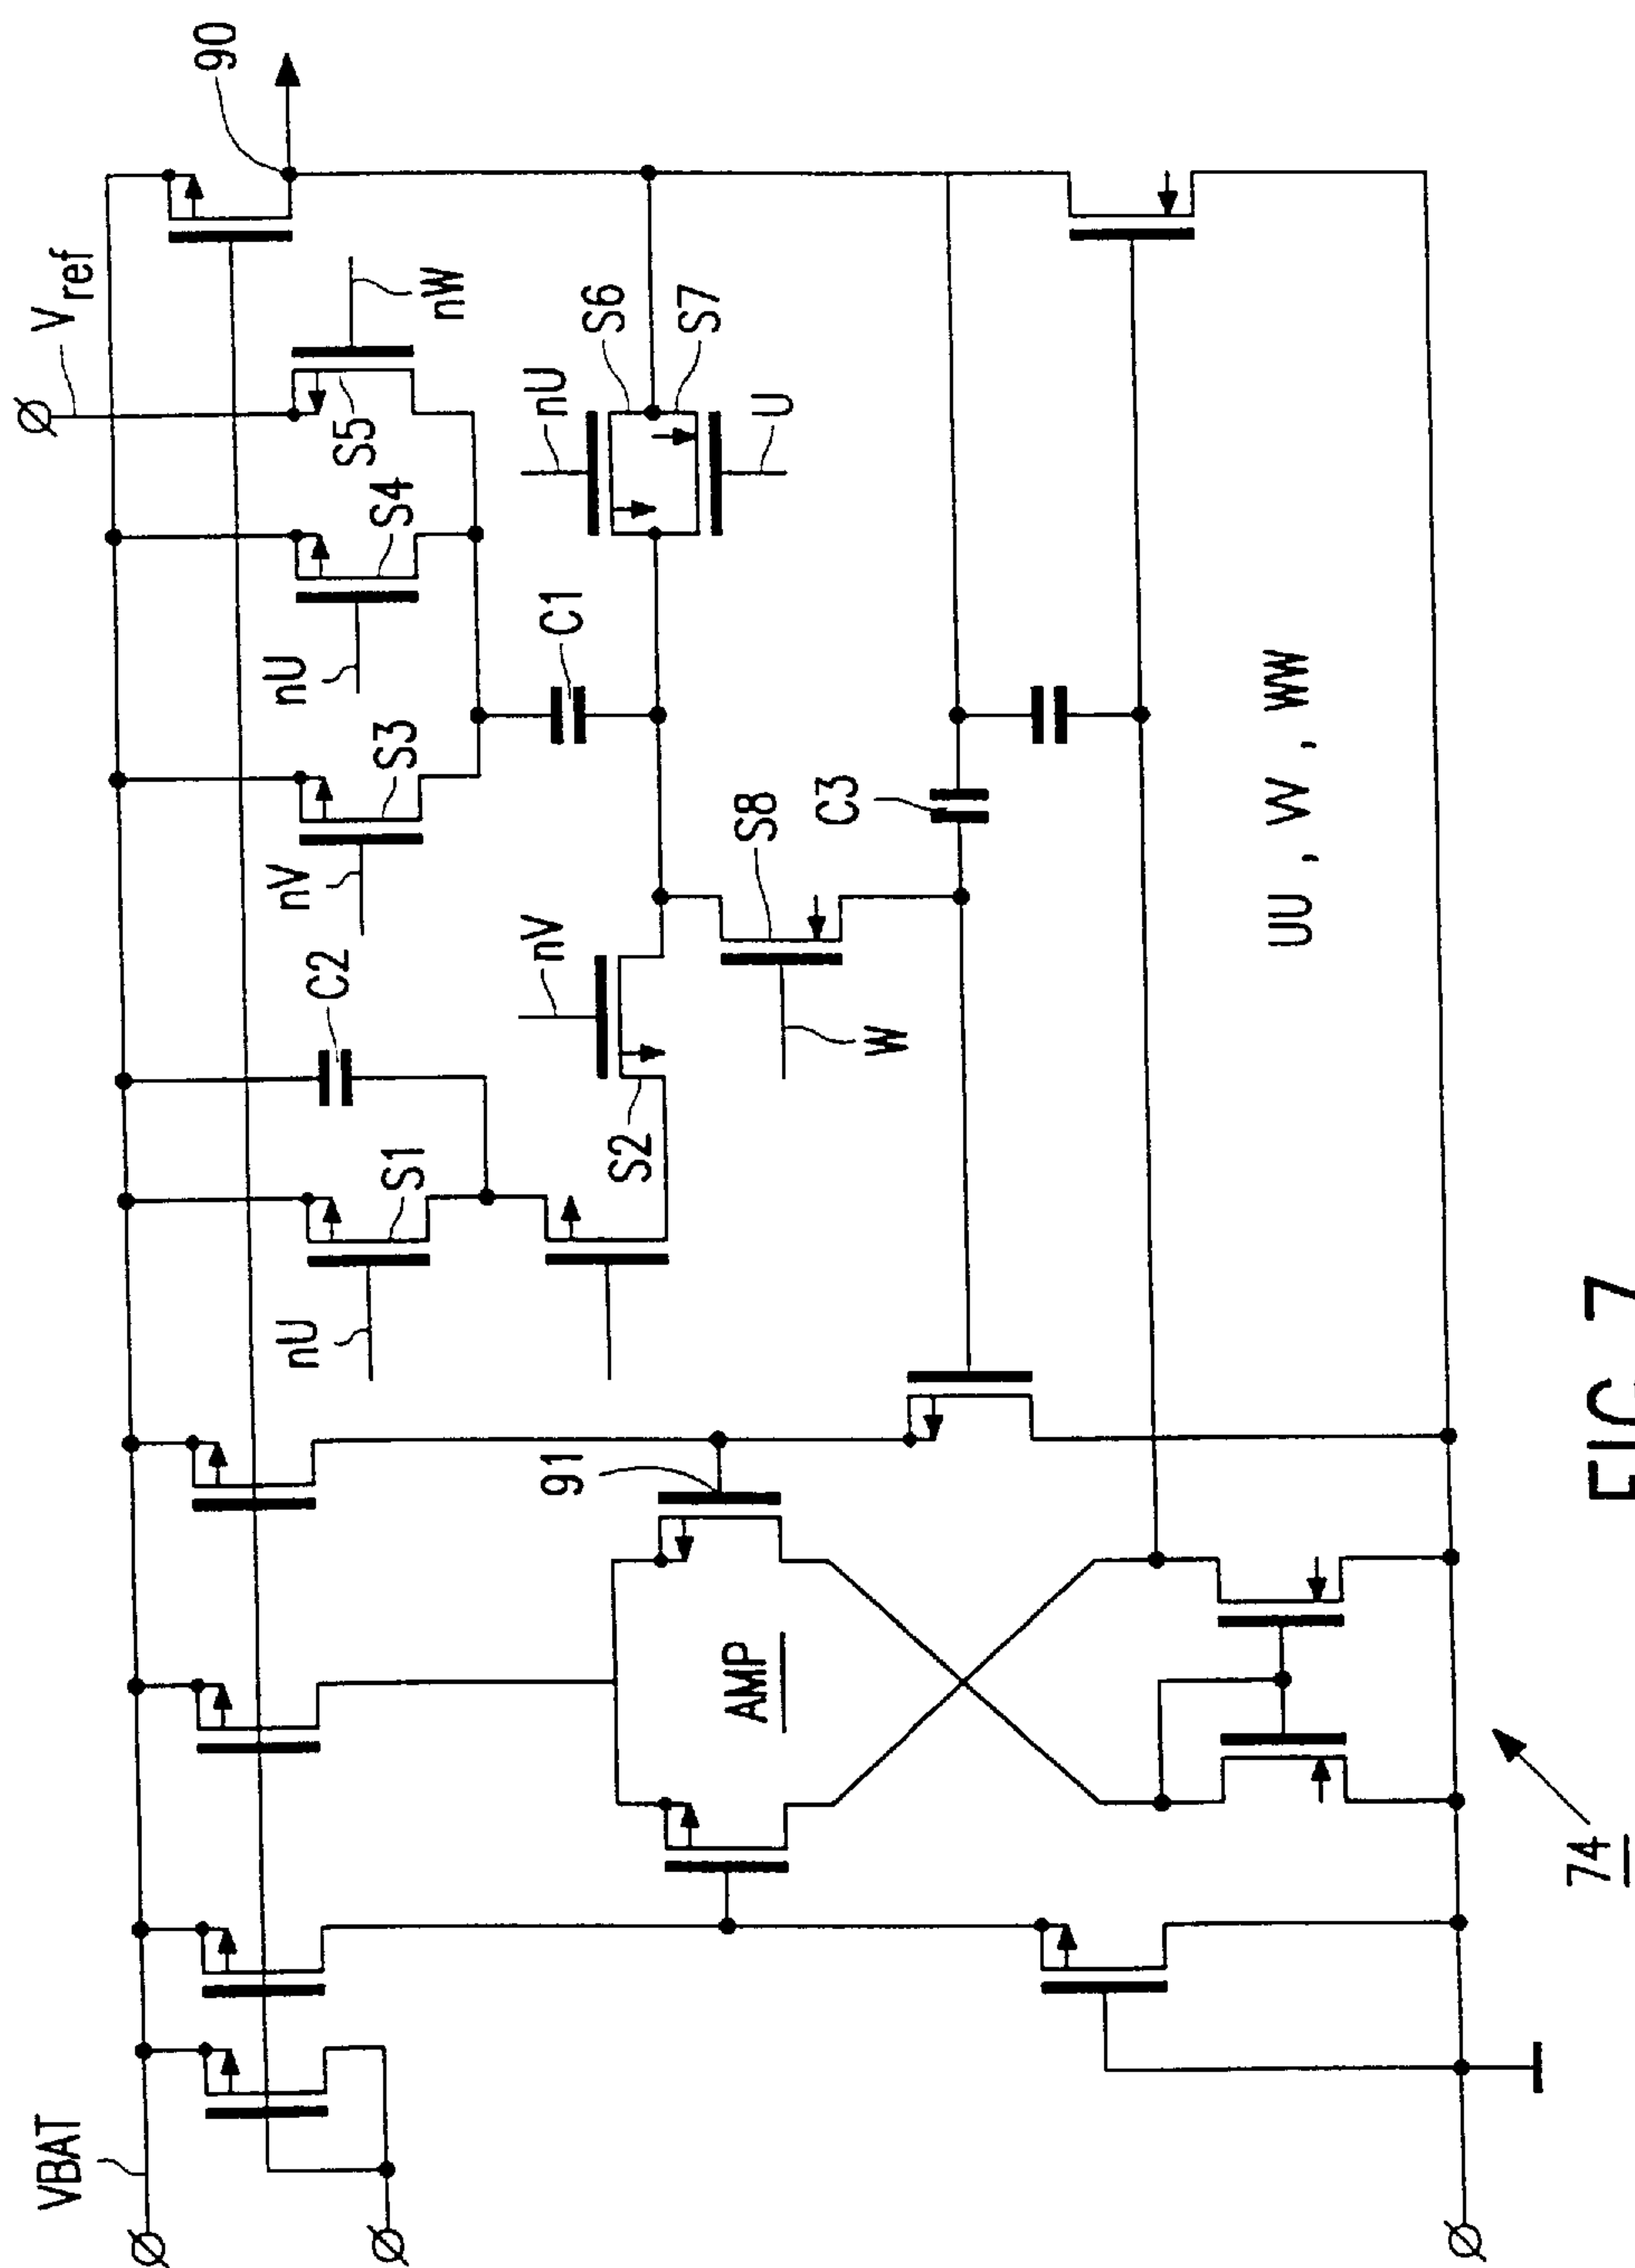 VBAT
Vref
90
nU
nV
nU
C2
S1
S3
S4
S5
nW
nV
nU
91
C1
S6
S2
S7
AMP
S8
U
C3
W
UU , VV , WW
74
FIG. 7